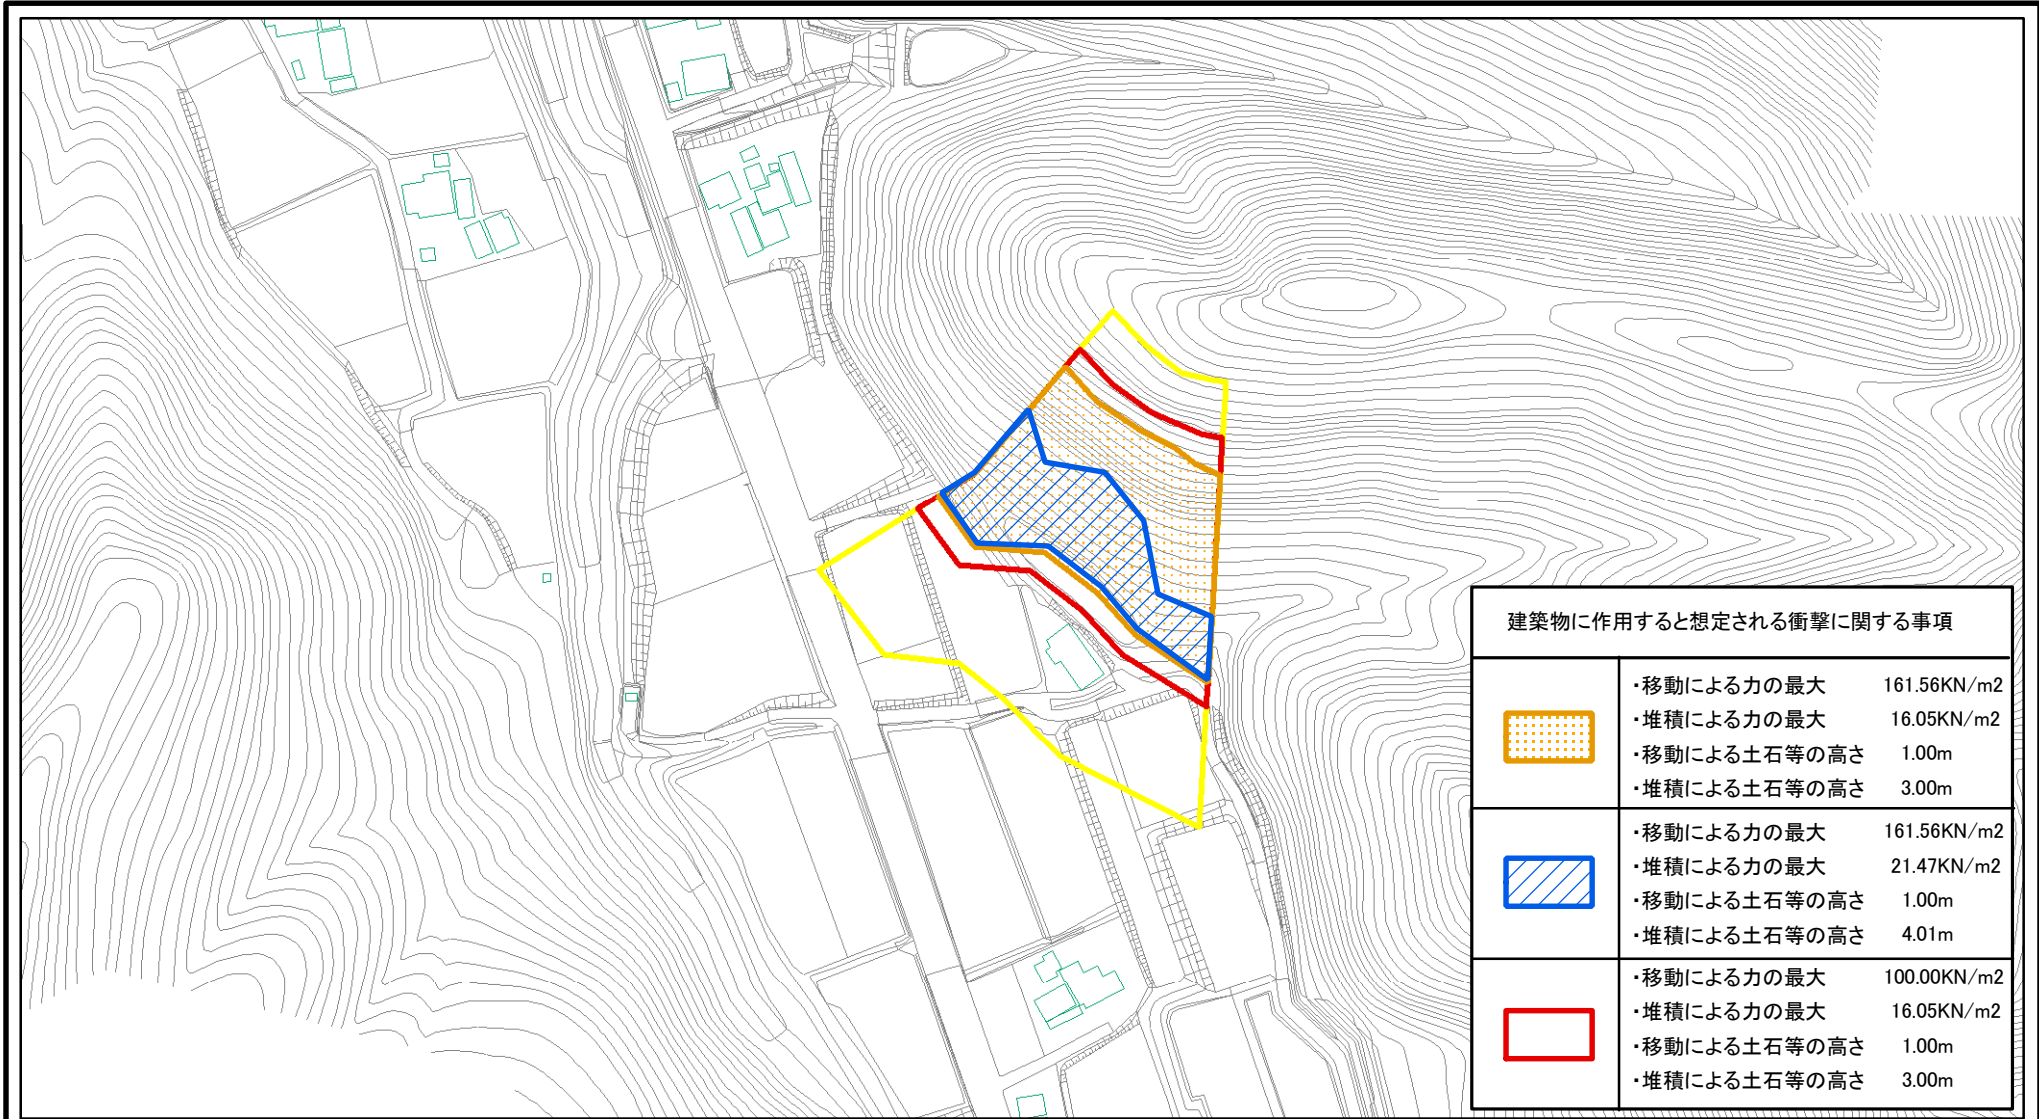 建築物に作用すると想定される衝撃に関する事項
・移動による力の最大 161.56KN/m2
・堆積による力の最大 16.05KN/m2
・移動による土石等の高さ 1.00m
・堆積による土石等の高さ 3.00m
・移動による力の最大 161.56KN/m2
・堆積による力の最大 21.47KN/m2
・移動による土石等の高さ 1.00m
・堆積による土石等の高さ 4.01m
・移動による力の最大 100.00KN/m2
・堆積による力の最大 16.05KN/m2
・移動による土石等の高さ 1.00m
・堆積による土石等の高さ 3.00m